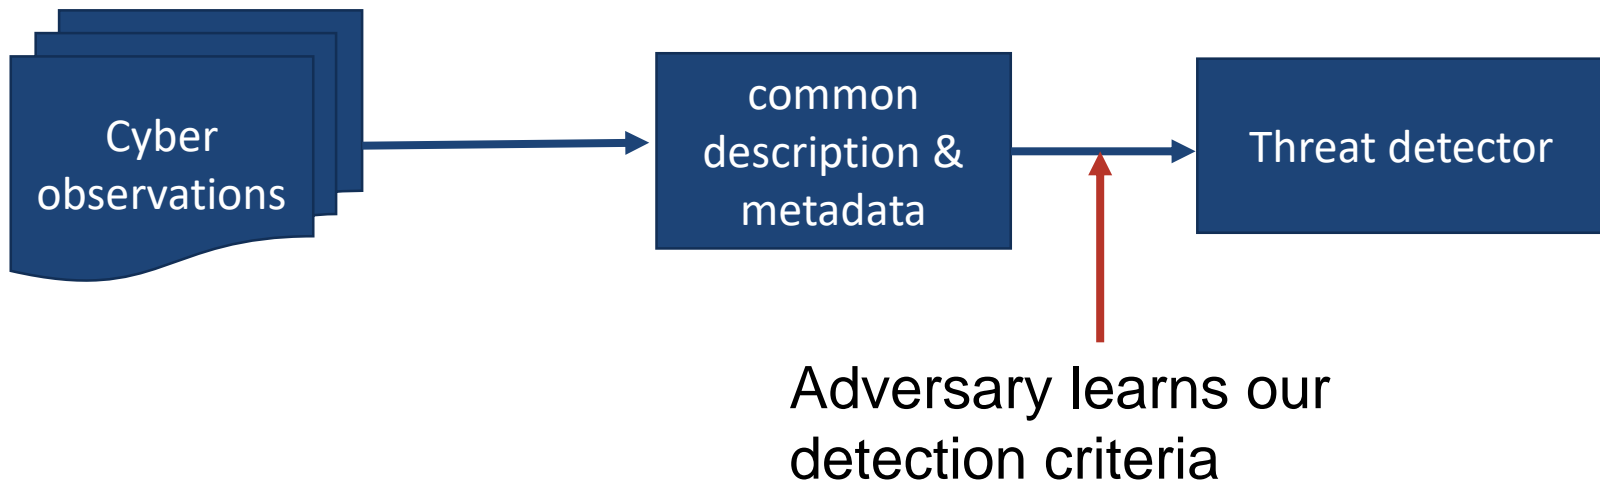 Cyber
observations
common
description &
metadata
Threat detector
Adversary learns our
detection criteria